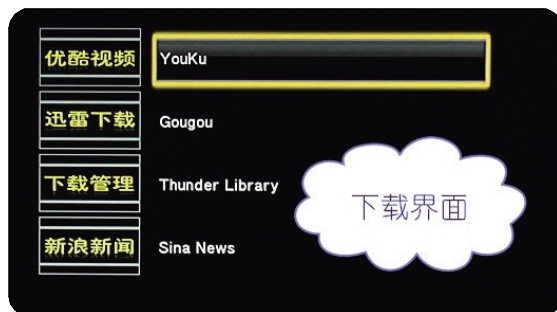 优酷视频 YouKu
迅雷下载 Gougou
下载管理 Thunder Library
新浪新闻 Sina News
下载界面